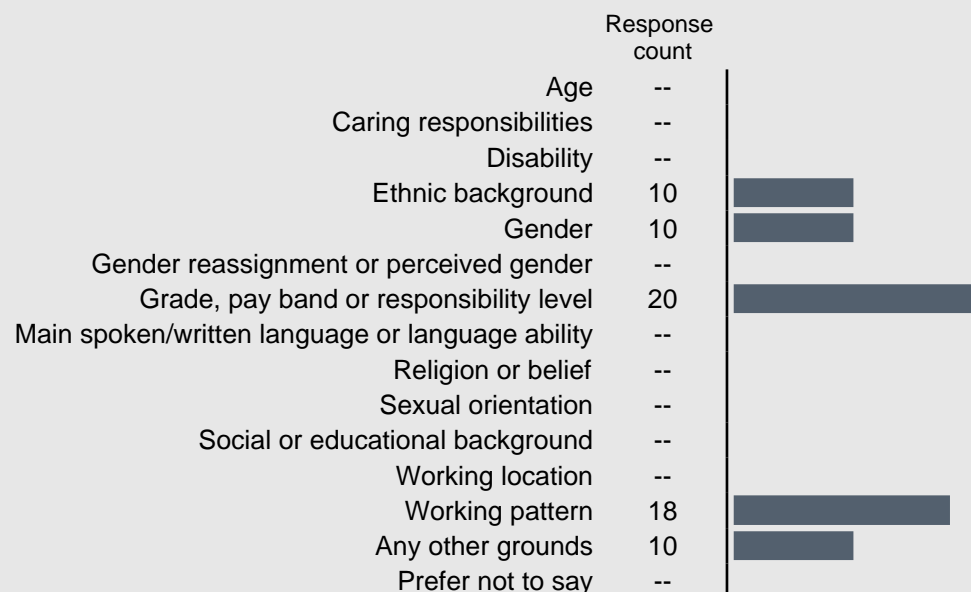 Response
count
Age --
Caring responsibilities --
Disability --
Ethnic background 10
Gender 10
Gender reassignment or perceived gender --
Grade, pay band or responsibility level 20
Main spoken/written language or language ability --
Religion or belief --
Sexual orientation --
Social or educational background --
Working location --
Working pattern 18
Any other grounds 10
Prefer not to say --